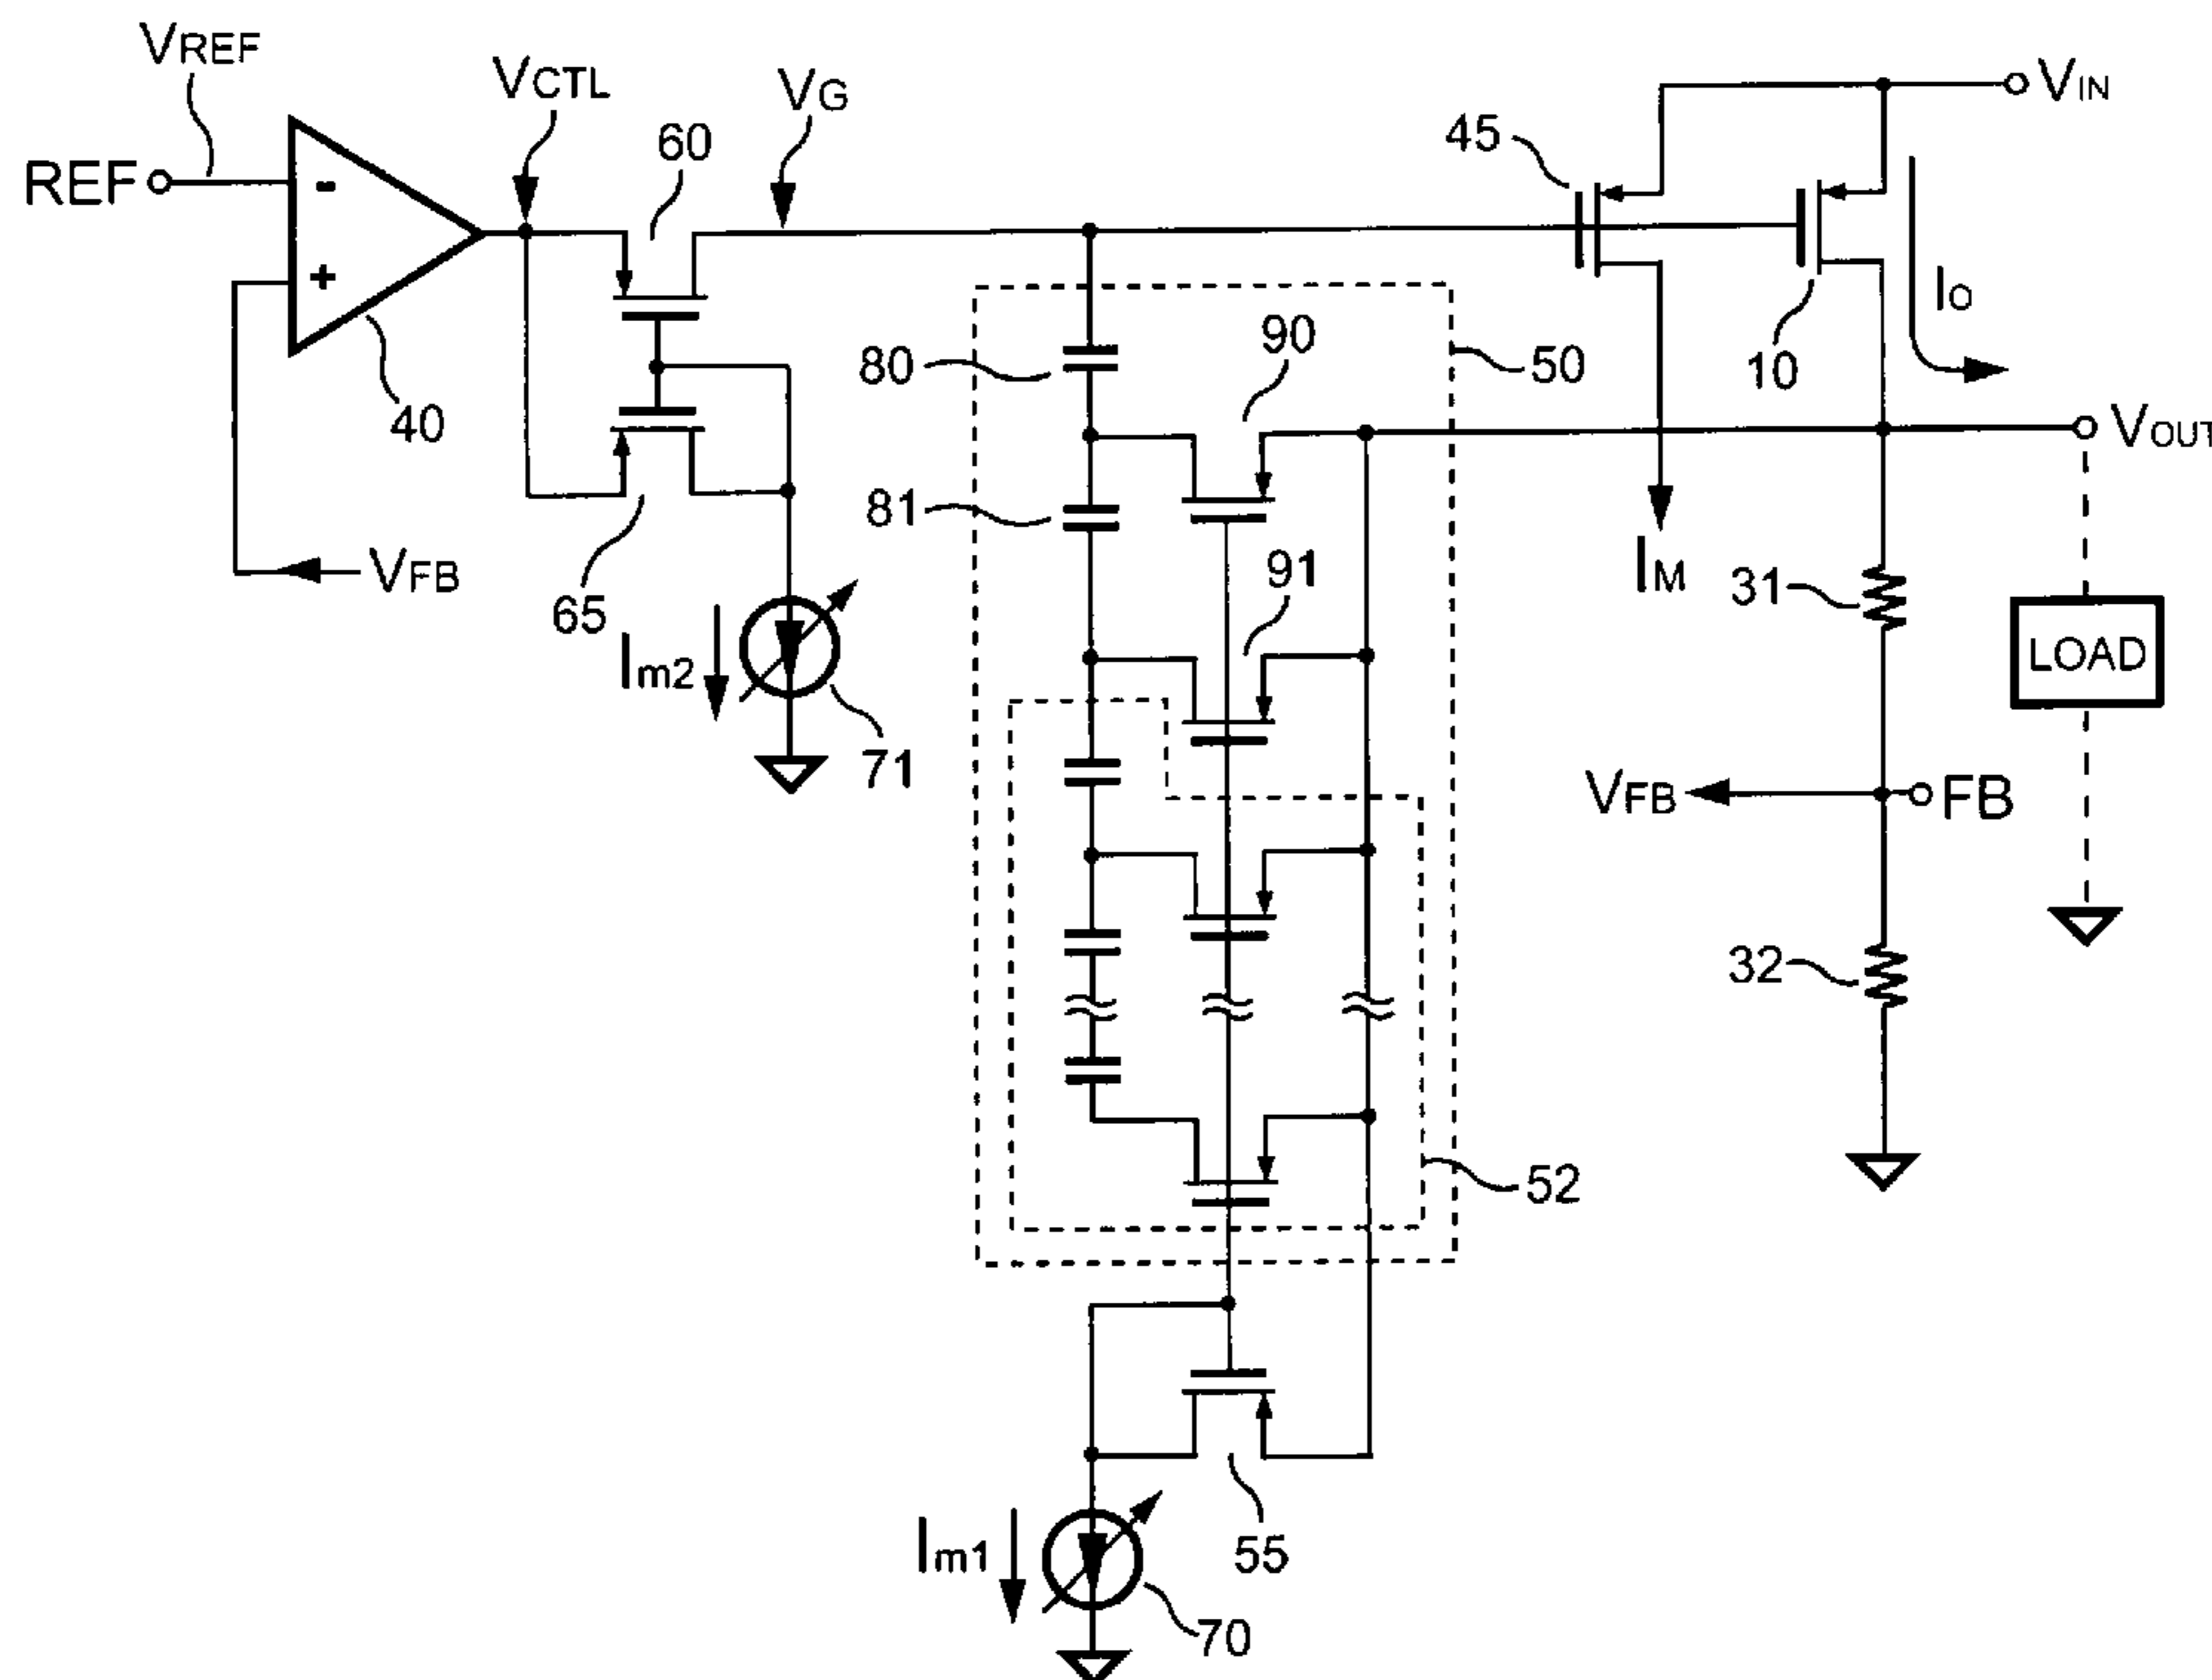 VREF
VCTL
VG
VIN
REF
-
+
60
45
40
80
90
50
10
IO
VOUT
81
VFB
65
91
IM
31
LOAD
Im2
71
VFB
FB
32
52
Im1
55
70